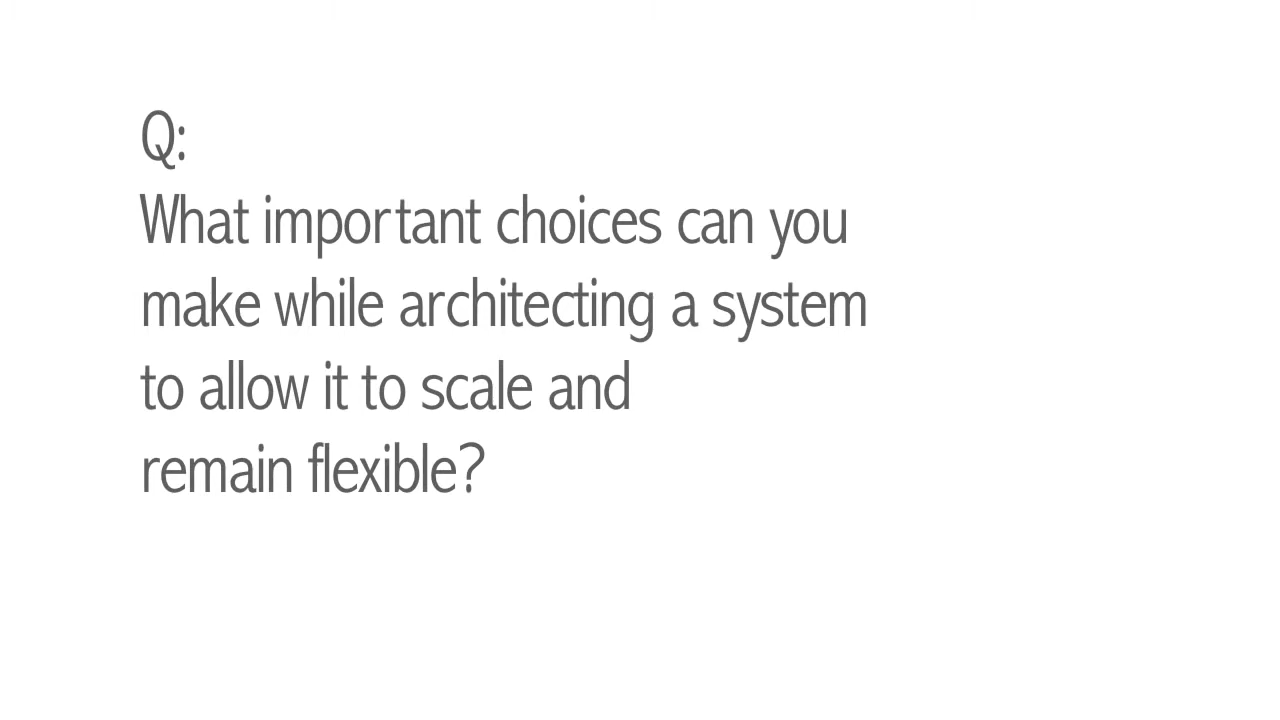 Q:
What important choices can you
make while architecting a system
to allow it to scale and
remain flexible?